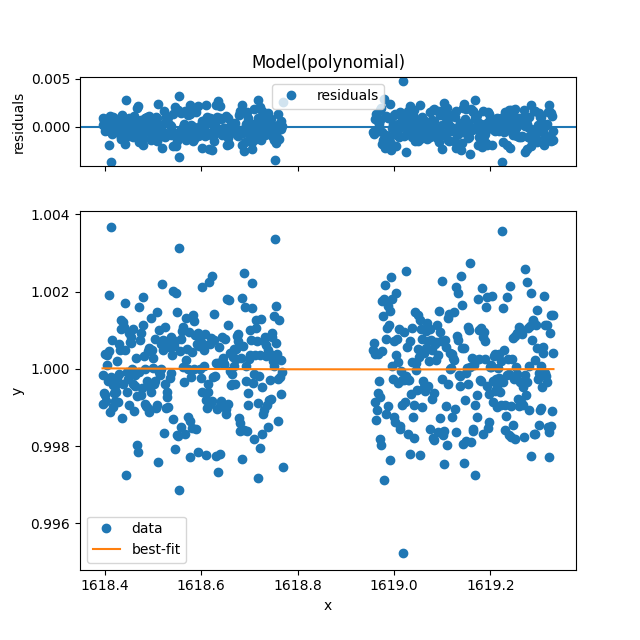 Model(polynomial)
0.005
0.000
residuals
residuals
1.004
1.002
1.000
0.998
0.996
y
data
best-fit
1618.4 1618.6 1618.8 1619.0 1619.2
x